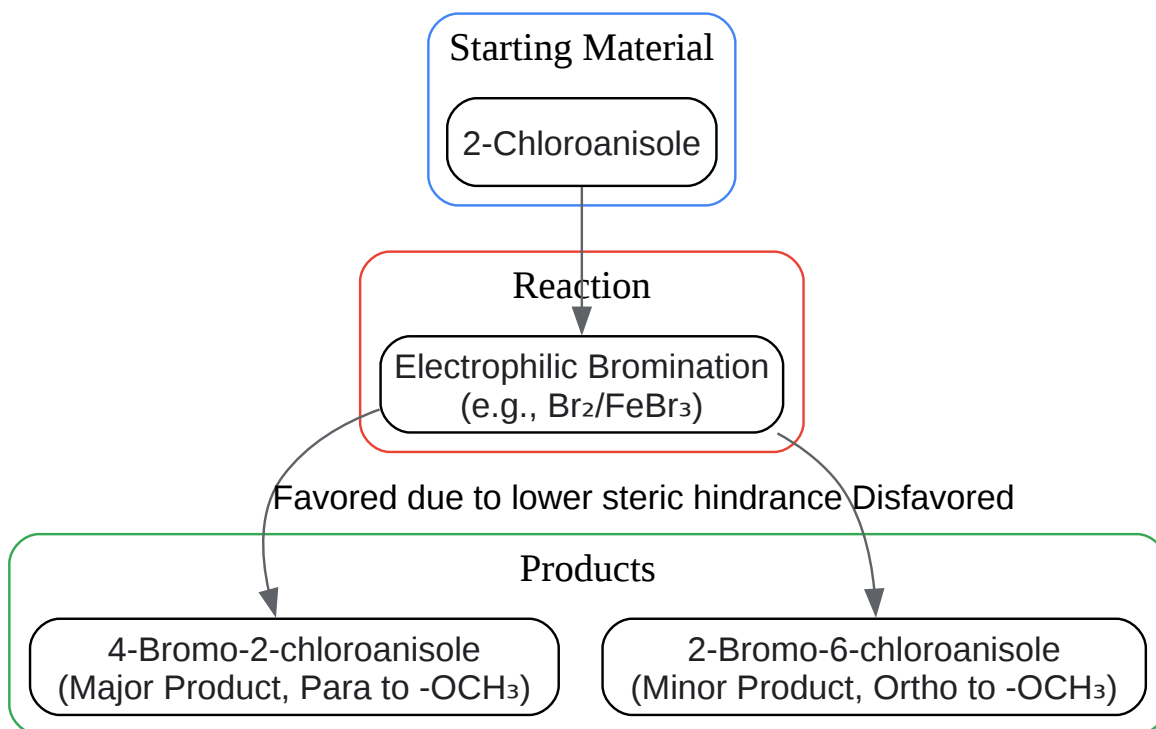 Starting Material
2-Chloroanisole
Reaction
Electrophilic Bromination
(e.g., Br₂/FeBr₃)
Favored due to lower steric hindrance
Disfavored
Products
4-Bromo-2-chloroanisole
(Major Product, Para to -OCH₃)
2-Bromo-6-chloroanisole
(Minor Product, Ortho to -OCH₃)